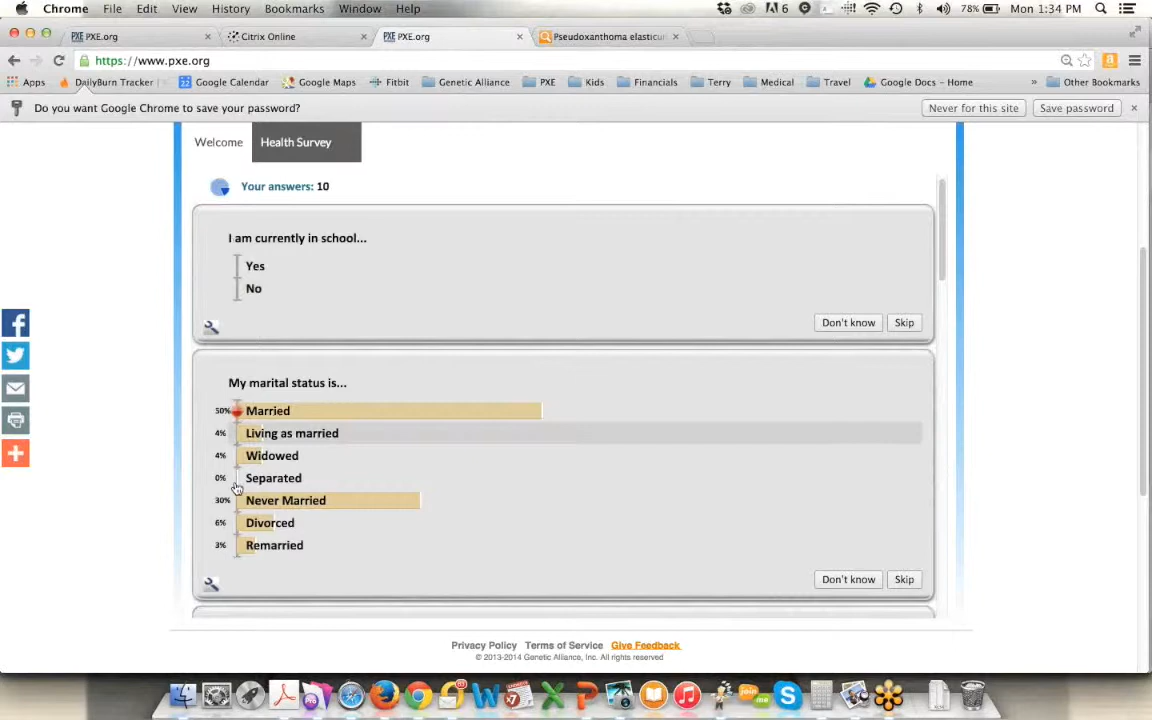 Chrome File Edit View History Bookmarks Window Help 6 78% Mon 1:34 PM
PXE PXE.org × Citrix Online × PXE PXE.org × Pseudoxanthoma elasticu ×
https://www.pxe.org
Apps DailyBurn Tracker 22 Google Calendar Google Maps Fitbit Genetic Alliance PXE Kids Financials Terry Medical Travel Google Docs - Home » Other Bookmarks
Do you want Google Chrome to save your password? Never for this site Save password ×
Welcome Health Survey
Your answers: 10
I am currently in school...
Yes
No
Don't know Skip
My marital status is...
50% Married
4% Living as married
4% Widowed
0% Separated
30% Never Married
6% Divorced
3% Remarried
Don't know Skip
Privacy Policy Terms of Service Give Feedback
© 2013-2014 Genetic Alliance, Inc. All rights reserved